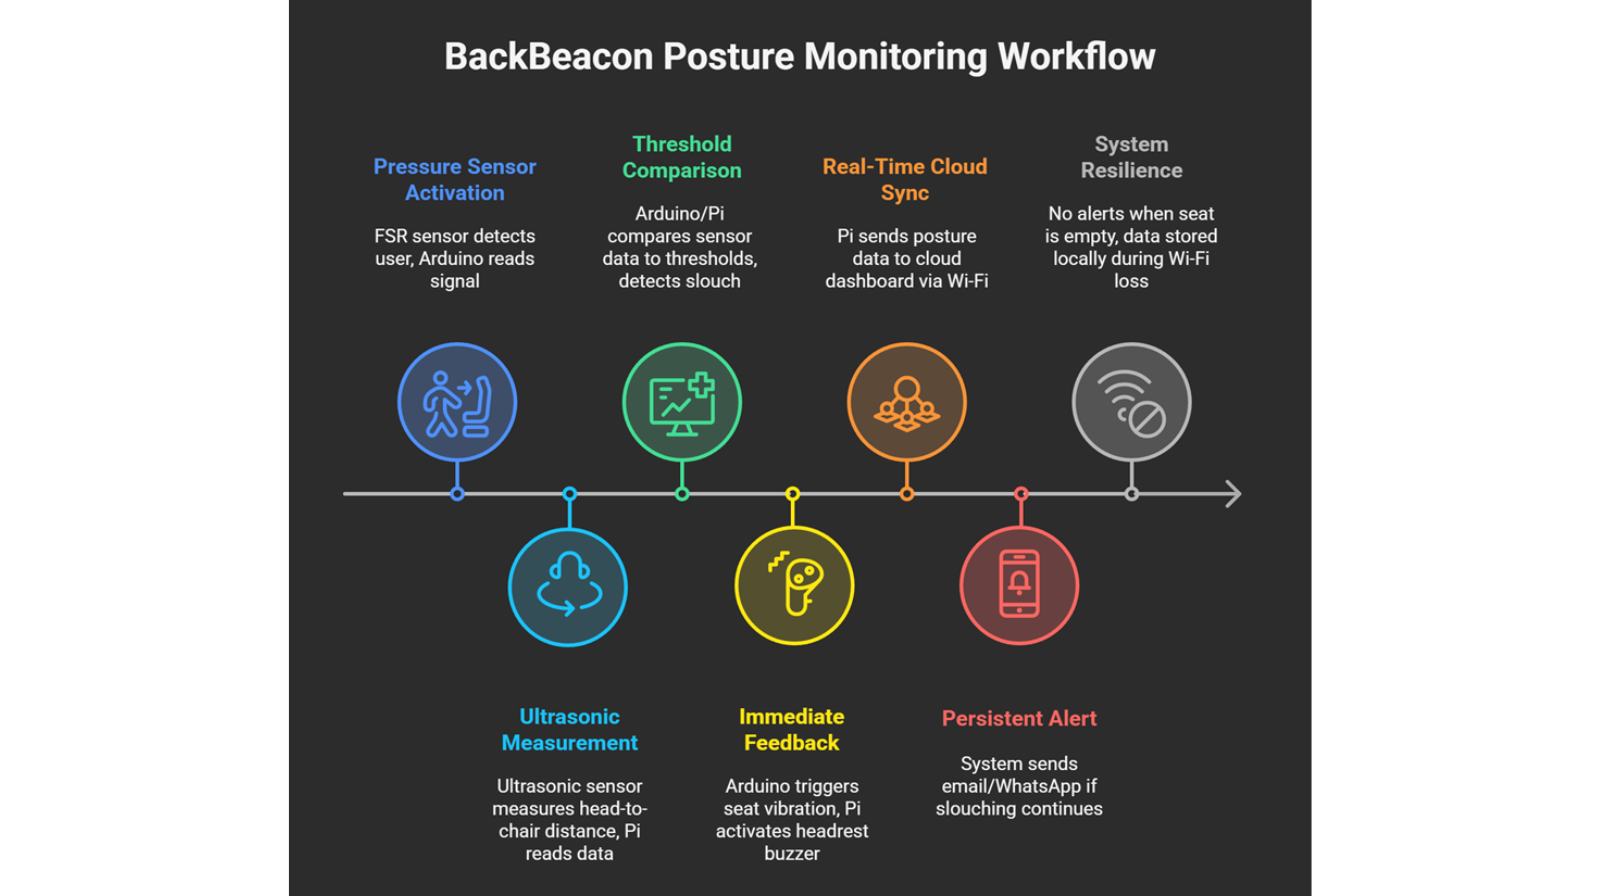 BackBeacon Posture Monitoring Workflow
Pressure Sensor
Activation
FSR sensor detects
user, Arduino reads
signal
Threshold
Comparison
Arduino/Pi
compares sensor
data to thresholds,
detects slouch
Real-Time Cloud
Sync
Pi sends posture
data to cloud
dashboard via Wi-Fi
System
Resilience
No alerts when seat
is empty, data stored
locally during Wi-Fi
loss
Ultrasonic
Measurement
Ultrasonic sensor
measures head-to-
chair distance, Pi
reads data
Immediate
Feedback
Arduino triggers
seat vibration, Pi
activates headrest
buzzer
Persistent Alert
System sends
email/WhatsApp if
slouching continues